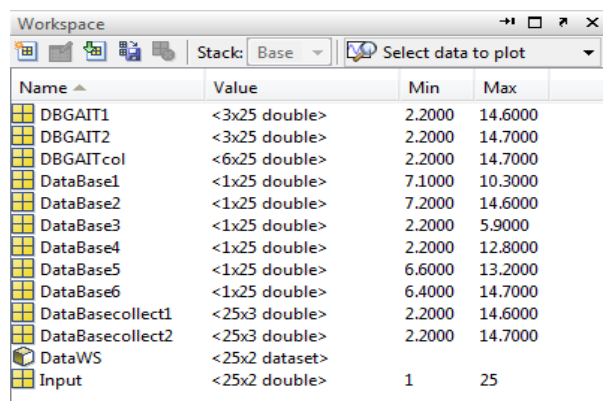 Workspace
Stack: Base Select data to plot
Name Value Min Max
DBGAIT1 <3x25 double> 2.2000 14.6000
DBGAIT2 <3x25 double> 2.2000 14.7000
DBGAITcol <6x25 double> 2.2000 14.7000
DataBase1 <1x25 double> 7.1000 10.3000
DataBase2 <1x25 double> 7.2000 14.6000
DataBase3 <1x25 double> 2.2000 5.9000
DataBase4 <1x25 double> 2.2000 12.8000
DataBase5 <1x25 double> 6.6000 13.2000
DataBase6 <1x25 double> 6.4000 14.7000
DataBasecollect1 <25x3 double> 2.2000 14.6000
DataBasecollect2 <25x3 double> 2.2000 14.7000
DataWS <25x2 dataset>
Input <25x2 double> 1 25